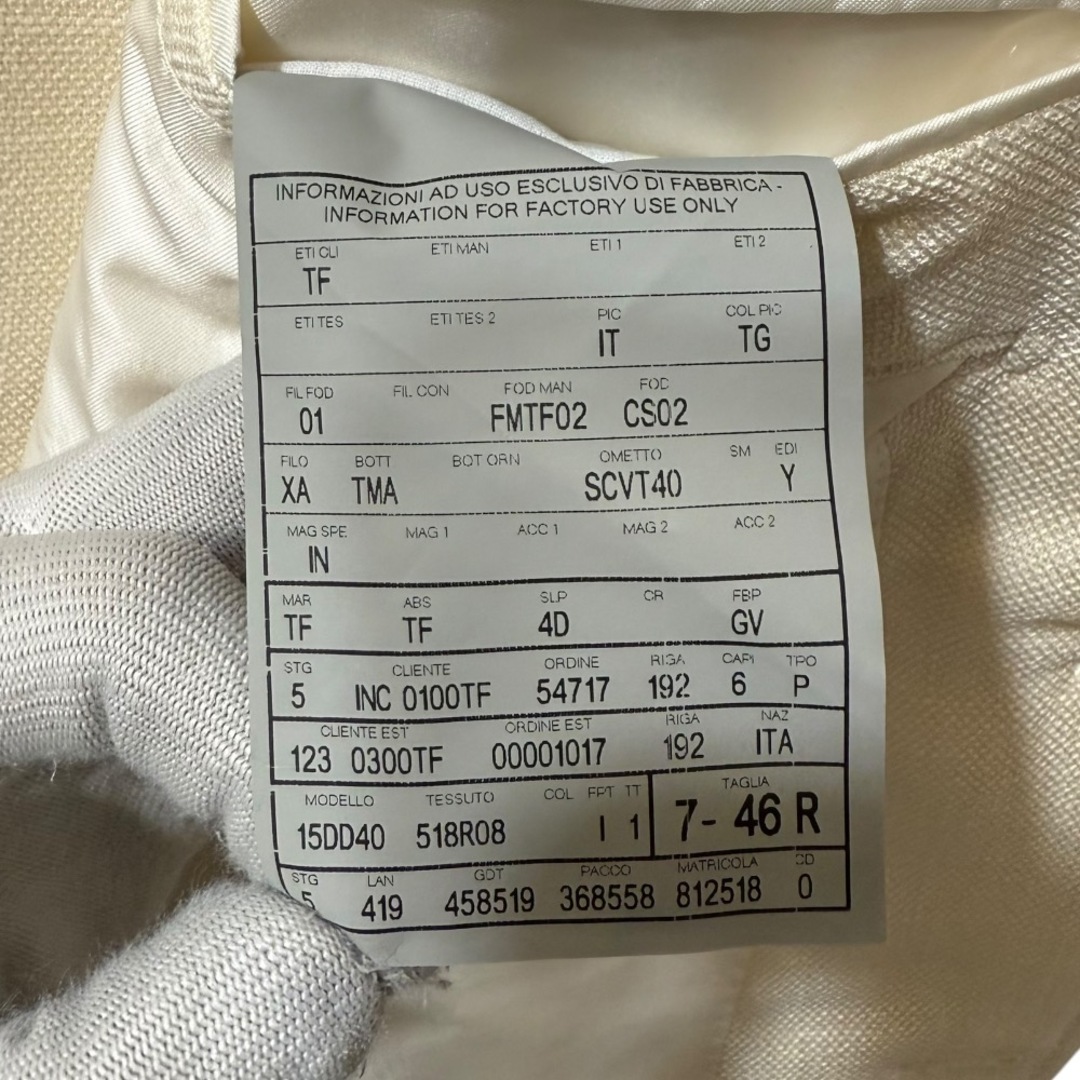 INFORMAZIONI AD USO ESCLUSIVO DI FABBRICA -
INFORMATION FOR FACTORY USE ONLY
ETI CLI ETI MAN ETI 1 ETI 2
TF
ETI TES ETI TES 2 PIC COL PIC
IT TG
FIL FOD FIL CON FOD MAN FOD
01 FMTF02 CS02
FILO BOTT BOT ORN OMETTO SM EDI
XA TMA SCVT40 Y
MAG SPE MAG 1 ACC 1 MAG 2 ACC 2
IN
MAR ABS SLP CR FBP
TF TF 4D GV
STG CLIENTE ORDINE RIGA CAPI TPO
5 INC 0100TF 54717 192 6 P
CLIENTE EST ORDINE EST RIGA NAZ
123 0300TF 00001017 192 ITA
MODELLO TESSUTO COL FPT TT TAGLIA
15DD40 518R08 I 1 7- 46 R
STG LAN GDT PACCO MATRICOLA CD
5 419 458519 368558 812518 0